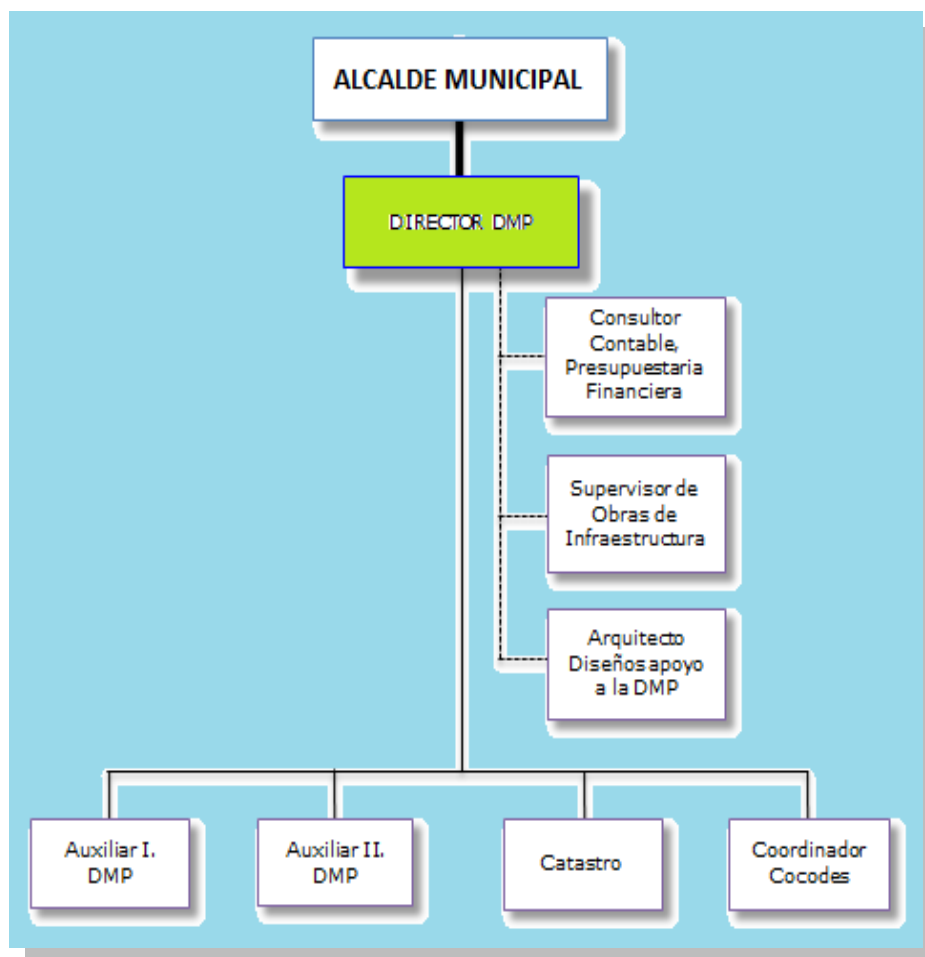 ALCALDE MUNICIPAL
DIRECTOR DMP
Consultor
Contable,
Presupuestaria
Financiera
Supervisor de
Obras de
Infraestructura
Arquitecto
Diseños apoyo
a la DMP
Auxiliar I.
DMP
Auxiliar II.
DMP
Catastro
Coordinador
Cocodes